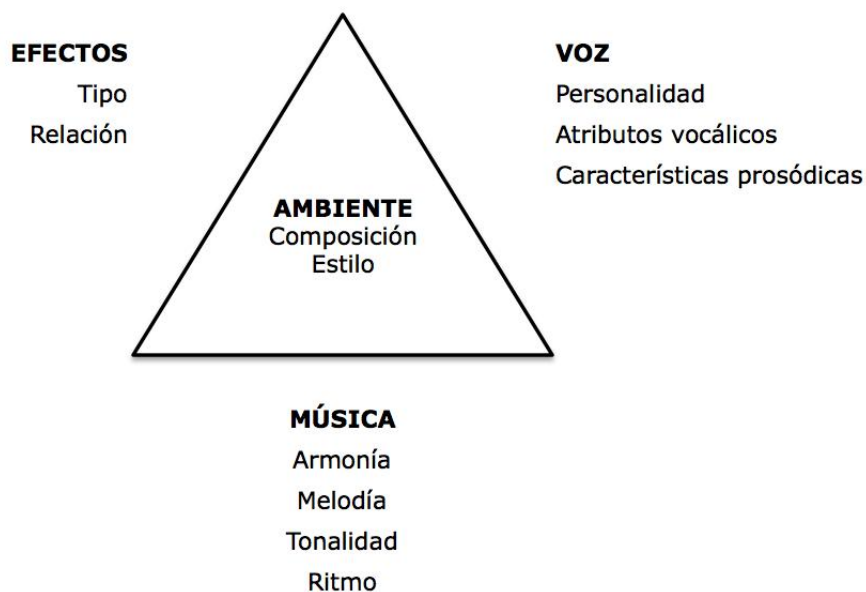 EFECTOS
Tipo
Relación
VOZ
Personalidad
Atributos vocálicos
Características prosódicas
AMBIENTE
Composición
Estilo
MÚSICA
Armonía
Melodía
Tonalidad
Ritmo